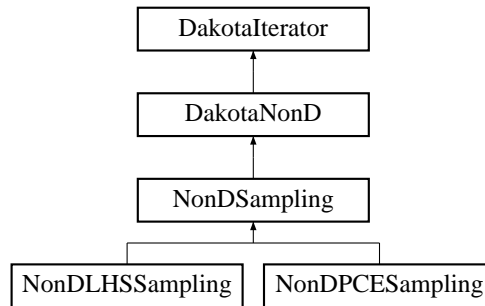 DakotaIterator
DakotaNonD
NonDSampling
NonDLHSSampling
NonDPCESampling